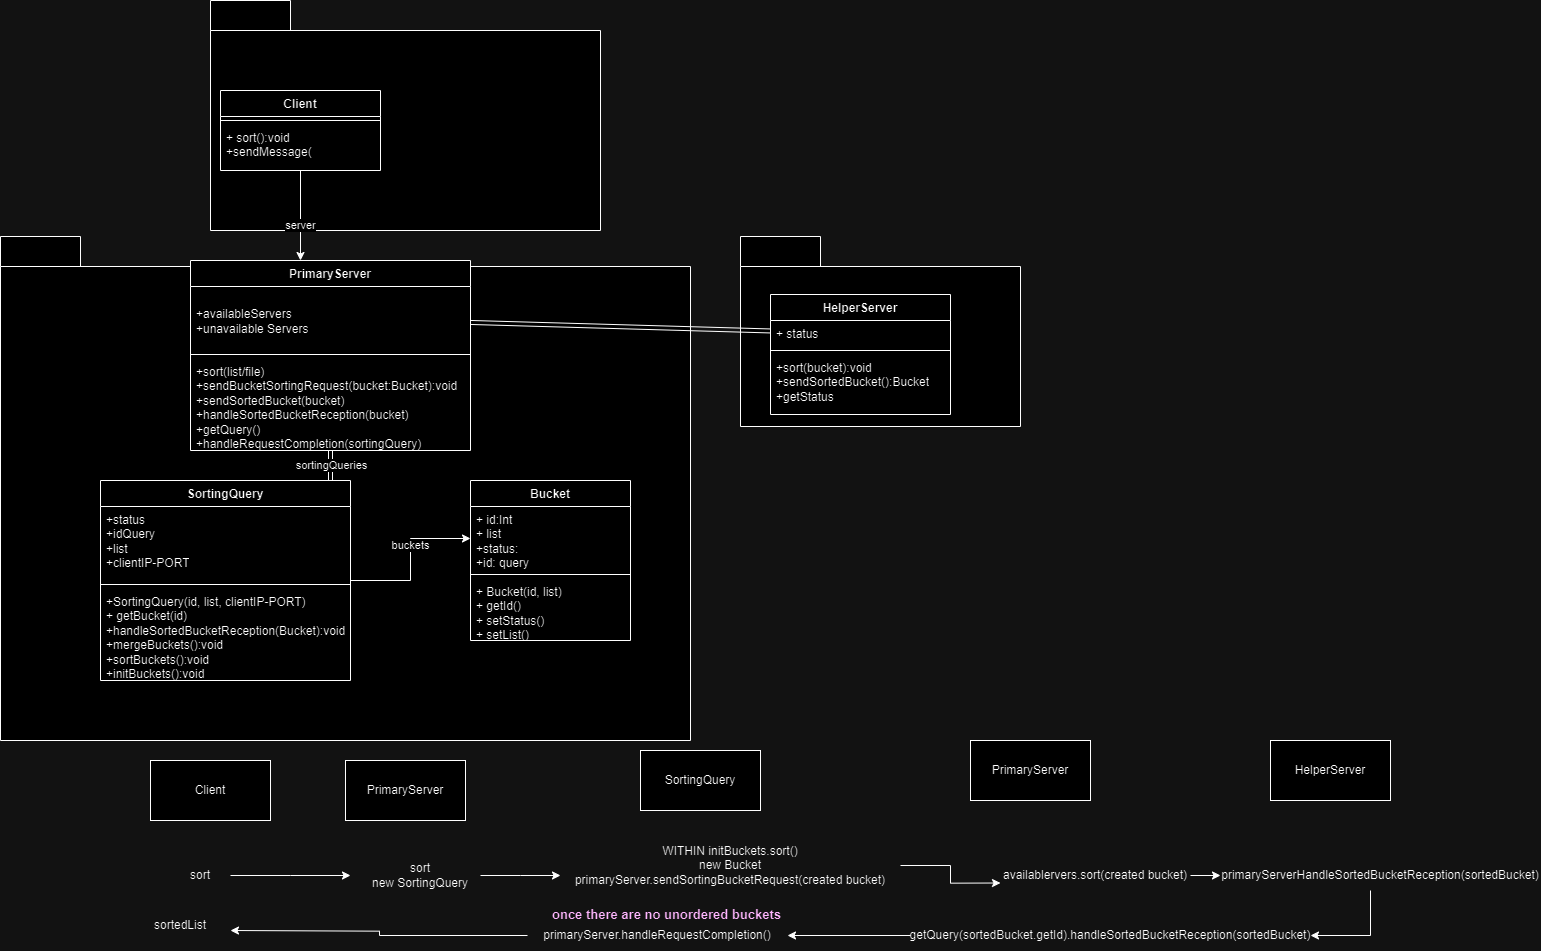 Client
+ sort():void
+sendMessage(
server
PrimaryServer
+availableServers
+unavailable Servers
+sort(list/file)
+sendBucketSortingRequest(bucket:Bucket):void
+sendSortedBucket(bucket)
+handleSortedBucketReception(bucket)
+getQuery()
+handleRequestCompletion(sortingQuery)
HelperServer
+ status
+sort(bucket):void
+sendSortedBucket():Bucket
+getStatus
sortingQueries
SortingQuery
+status
+idQuery
+list
+clientIP-PORT
+SortingQuery(id, list, clientIP-PORT)
+ getBucket(id)
+handleSortedBucketReception(Bucket):void
+mergeBuckets():void
+sortBuckets():void
+initBuckets():void
buckets
Bucket
+ id:Int
+ list
+status:
+id: query
+ Bucket(id, list)
+ getId()
+ setStatus()
+ setList()
Client
PrimaryServer
SortingQuery
PrimaryServer
HelperServer
sort
sort
new SortingQuery
WITHIN initBuckets.sort()
new Bucket
primaryServer.sendSortingBucketRequest(created bucket)
availablervers.sort(created bucket)
primaryServerHandleSortedBucketReception(sortedBucket)
sortedList
once there are no unordered buckets
primaryServer.handleRequestCompletion()
getQuery(sortedBucket.getId).handleSortedBucketReception(sortedBucket)